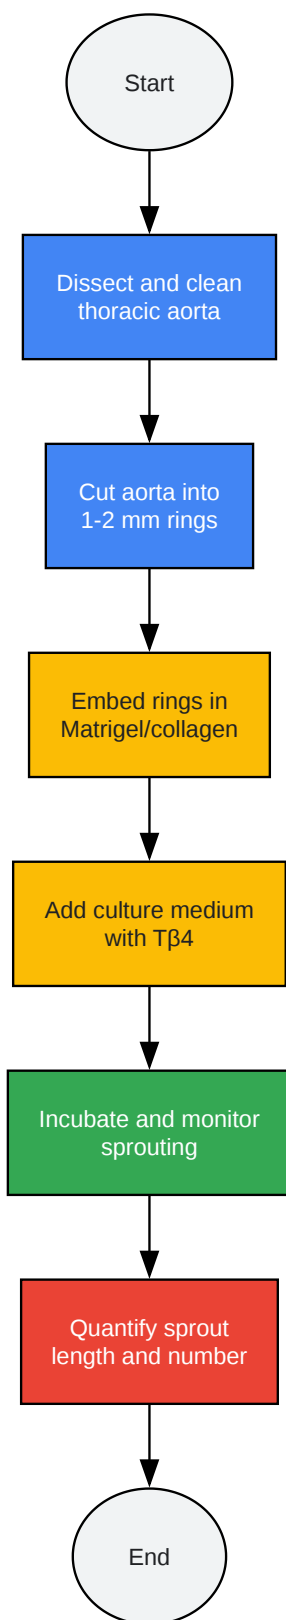 Start
Dissect and clean
thoracic aorta
Cut aorta into
1-2 mm rings
Embed rings in
Matrigel/collagen
Add culture medium
with Tβ4
Incubate and monitor
sprouting
Quantify sprout
length and number
End